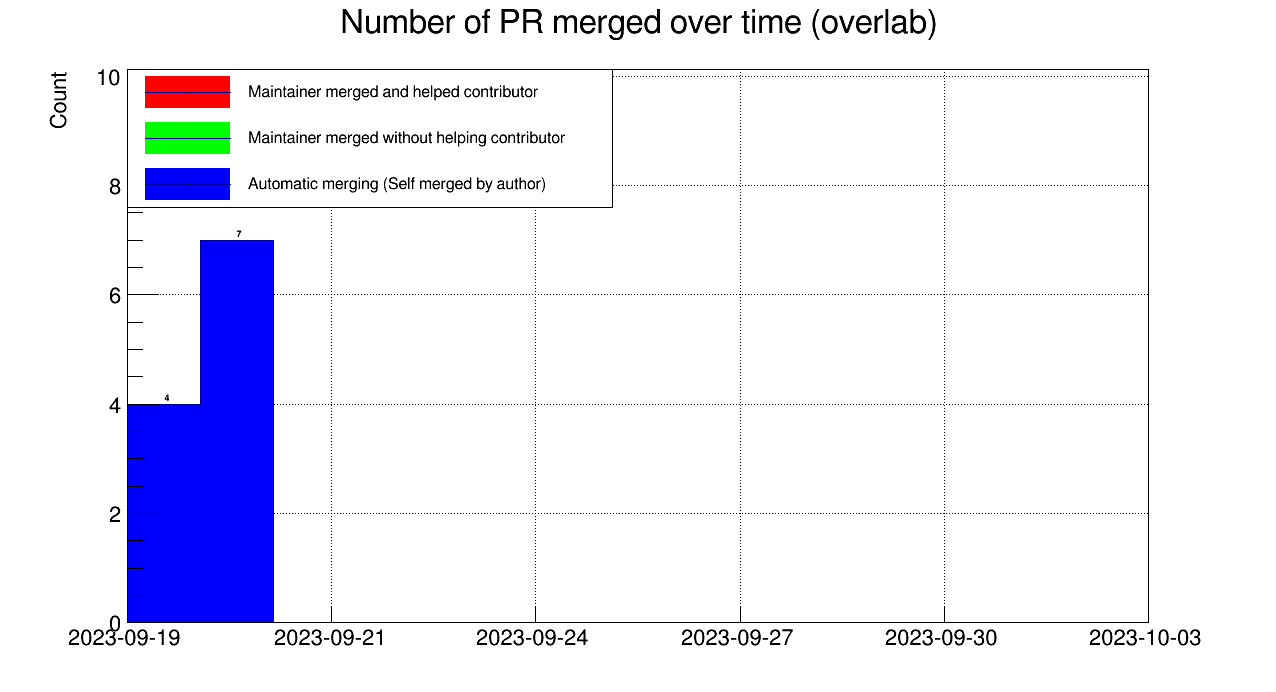 Number of PR merged over time (overlab)
Count
10
8
6
4
2
0
Maintainer merged and helped contributor
Maintainer merged without helping contributor
Automatic merging (Self merged by author)
7
4
2023-09-19 2023-09-21 2023-09-24 2023-09-27 2023-09-30 2023-10-03